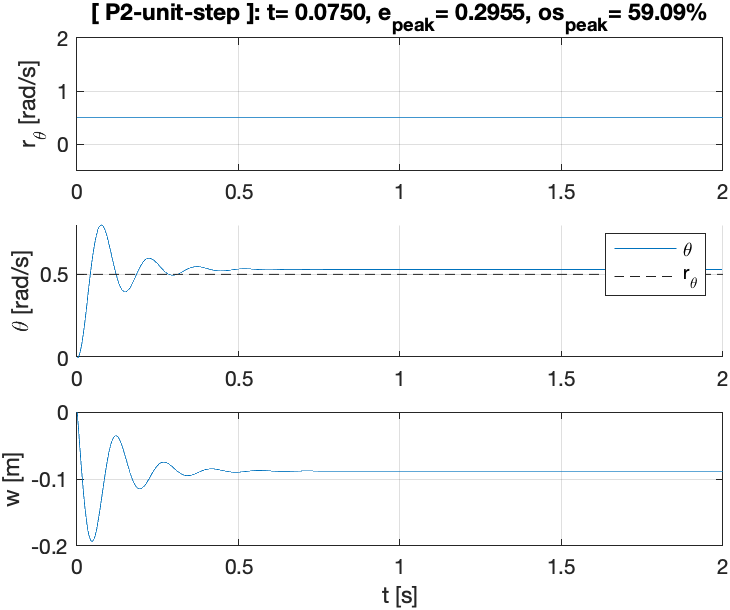 [ P2-unit-step ]: t= 0.0750, e_peak= 0.2955, os_peak= 59.09%
2
1
0
r_θ [rad/s]
0 0.5 1 1.5 2
0.5
0
θ [rad/s]
θ
r_θ
0 0.5 1 1.5 2
0
-0.1
-0.2
w [m]
0 0.5 1 1.5 2
t [s]